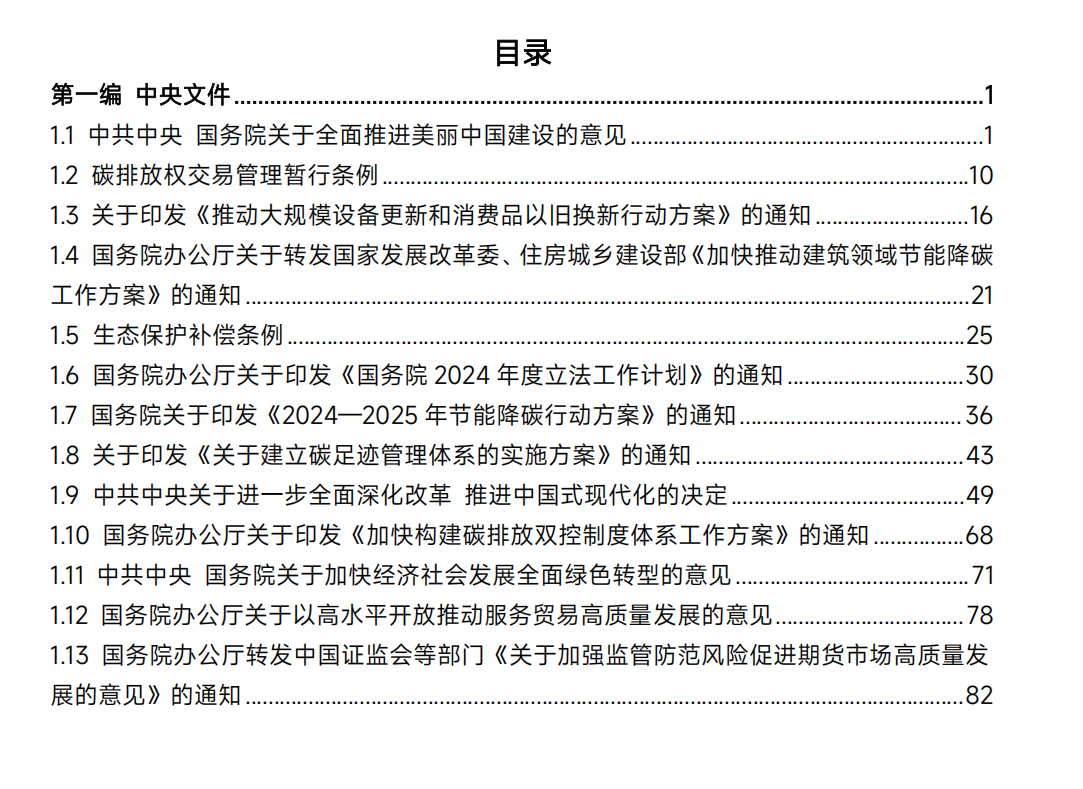 目录
第一编 中央文件........................................1
1.1 中共中央 国务院关于全面推进美丽中国建设的意见........................................1
1.2 碳排放权交易管理暂行条例........................................10
1.3 关于印发《推动大规模设备更新和消费品以旧换新行动方案》的通知..............................16
1.4 国务院办公厅关于转发国家发展改革委、住房城乡建设部《加快推动建筑领域节能降碳
工作方案》的通知........................................21
1.5 生态保护补偿条例........................................25
1.6 国务院办公厅关于印发《国务院 2024 年度立法工作计划》的通知..............................30
1.7 国务院关于印发《2024—2025 年节能降碳行动方案》的通知..............................36
1.8 关于印发《关于建立碳足迹管理体系的实施方案》的通知..............................43
1.9 中共中央关于进一步全面深化改革 推进中国式现代化的决定..............................49
1.10 国务院办公厅关于印发《加快构建碳排放双控制度体系工作方案》的通知................68
1.11 中共中央 国务院关于加快经济社会发展全面绿色转型的意见..............................71
1.12 国务院办公厅关于以高水平开放推动服务贸易高质量发展的意见..............................78
1.13 国务院办公厅转发中国证监会等部门《关于加强监管防范风险促进期货市场高质量发
展的意见》的通知........................................82